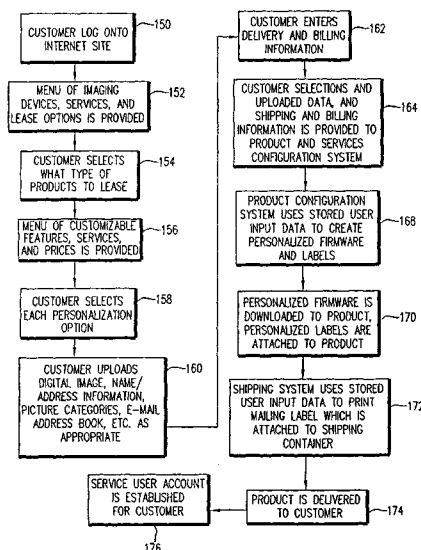 CUSTOMER LOG ONTO
INTERNET SITE
150
MENU OF IMAGING
DEVICES, SERVICES, AND
LEASE OPTIONS IS PROVIDED
152
CUSTOMER SELECTS
WHAT TYPE OF
PRODUCTS TO LEASE
154
MENU OF CUSTOMIZABLE
FEATURES, SERVICES,
AND PRICES IS PROVIDED
156
CUSTOMER SELECTS
EACH PERSONALIZATION
OPTION
158
CUSTOMER UPLOADS
DIGITAL IMAGE, NAME/
ADDRESS INFORMATION,
PICTURE CATEGORIES, E-MAIL
ADDRESS BOOK, ETC. AS
APPROPRIATE
160
CUSTOMER ENTERS
DELIVERY AND BILLING
INFORMATION
162
CUSTOMER SELECTIONS
AND UPLOADED DATA, AND
SHIPPING AND BILLING
INFORMATION IS PROVIDED TO
PRODUCT AND SERVICES
CONFIGURATION SYSTEM
164
PRODUCT CONFIGURATION
SYSTEM USES STORED USER
INPUT DATA TO CREATE
PERSONALIZED FIRMWARE
AND LABELS
168
PERSONALIZED FIRMWARE IS
DOWNLOADED TO PRODUCT,
PERSONALIZED LABELS ARE
ATTACHED TO PRODUCT
170
SHIPPING SYSTEM USES STORED
USER INPUT DATA TO PRINT
MAILING LABEL WHICH IS
ATTACHED TO SHIPPING
CONTAINER
172
PRODUCT IS DELIVERED
TO CUSTOMER
174
SERVICE USER ACCOUNT
IS ESTABLISHED
FOR CUSTOMER
176